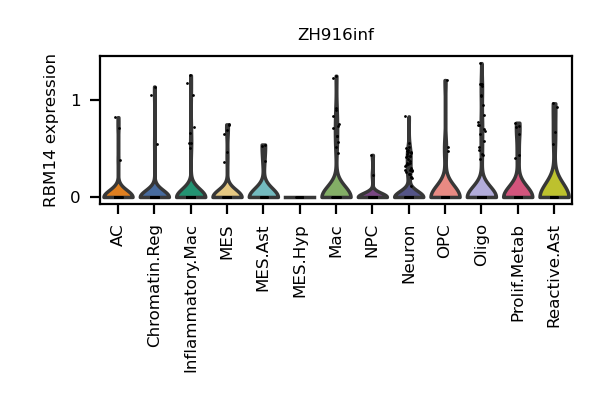 ZH916inf
RBM14 expression
1
0
AC
Chromatin.Reg
Inflammatory.Mac
MES
MES.Ast
MES.Hyp
Mac
NPC
Neuron
OPC
Oligo
Prolif.Metab
Reactive.Ast